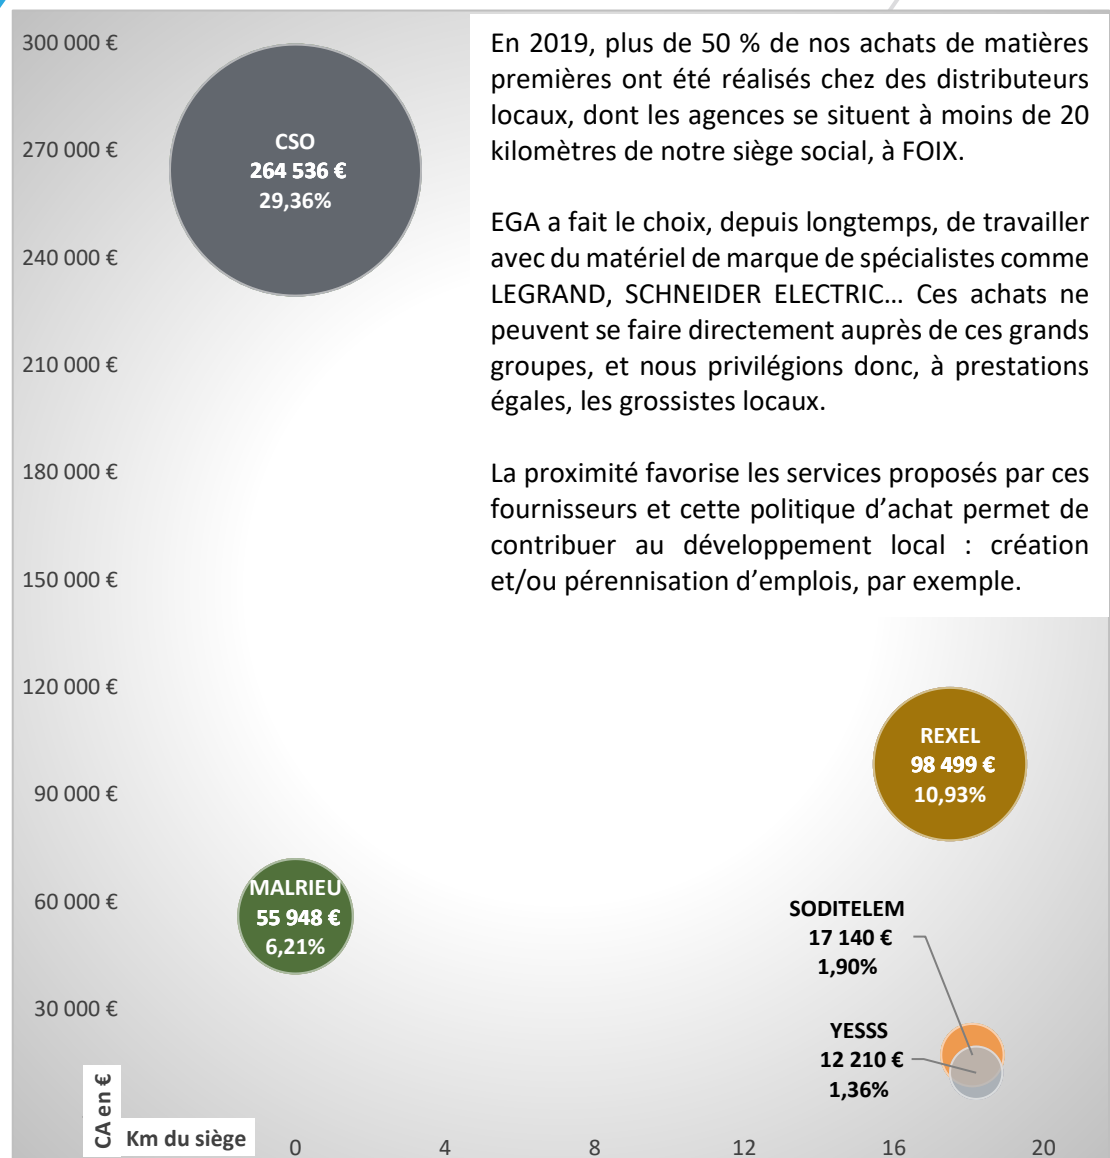 En 2019, plus de 50 % de nos achats de matières
premières ont été réalisés chez des distributeurs
locaux, dont les agences se situent à moins de 20
kilomètres de notre siège social, à FOIX.
EGA a fait le choix, depuis longtemps, de travailler
avec du matériel de marque de spécialistes comme
LEGRAND, SCHNEIDER ELECTRIC... Ces achats ne
peuvent se faire directement auprès de ces grands
groupes, et nous privilégions donc, à prestations
égales, les grossistes locaux.
La proximité favorise les services proposés par ces
fournisseurs et cette politique d'achat permet de
contribuer au développement local : création
et/ou pérennisation d'emplois, par exemple.
300 000 €
270 000 €
240 000 €
210 000 €
180 000 €
150 000 €
120 000 €
90 000 €
60 000 €
30 000 €
CSO
264 536 €
29,36%
REXEL
98 499 €
10,93%
MALRIEU
55 948 €
6,21%
SODITELEM
17 140 €
1,90%
YESSS
12 210 €
1,36%
CA en €
Km du siège
0
4
8
12
16
20